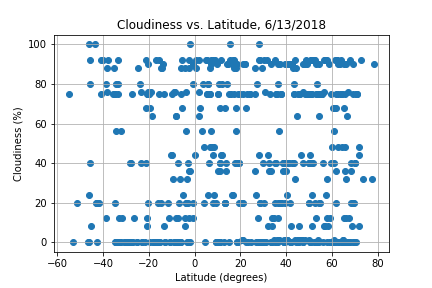 Cloudiness vs. Latitude, 6/13/2018
100
80
60
40
20
0
Cloudiness (%)
−60 −40 −20 0 20 40 60 80
Latitude (degrees)